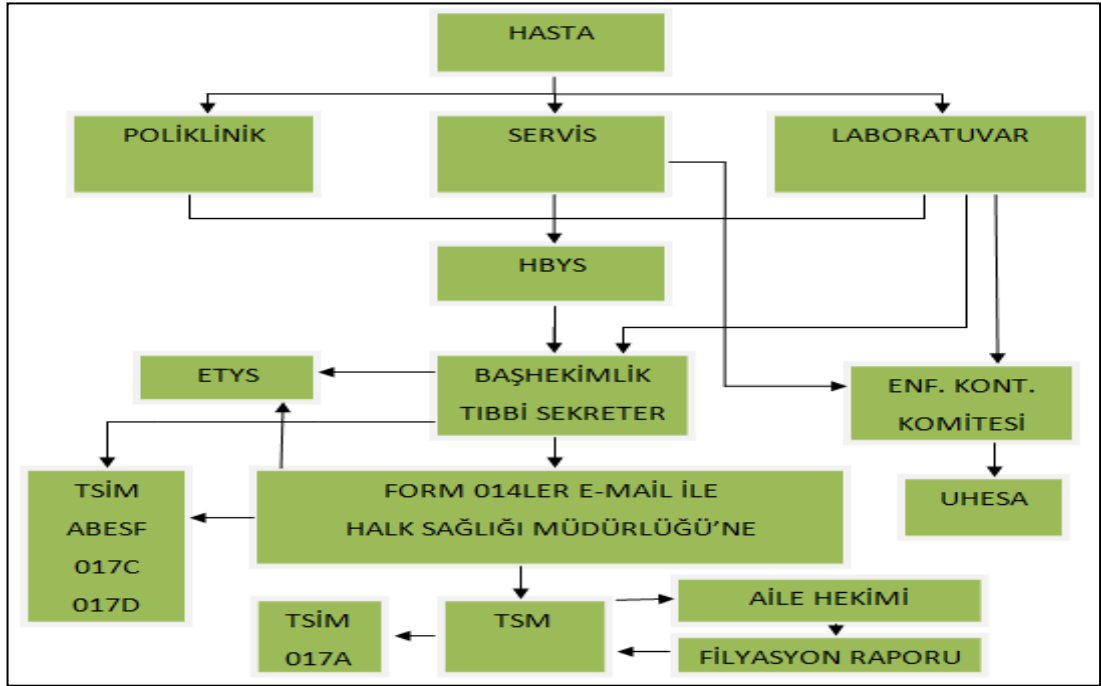 HASTA
POLİKLİNİK
SERVİS
LABORATUVAR
HBYS
ETYS
BAŞHEKİMLİK
TIBBİ SEKRETER
ENF. KONT.
KOMİTESİ
TSİM
ABESF
017C
017D
FORM 014LER E-MAİL İLE
HALK SAĞLIĞI MÜDÜRLÜĞÜ’NE
UHESA
TSİM
017A
TSM
AİLE HEKİMİ
FİLYASYON RAPORU